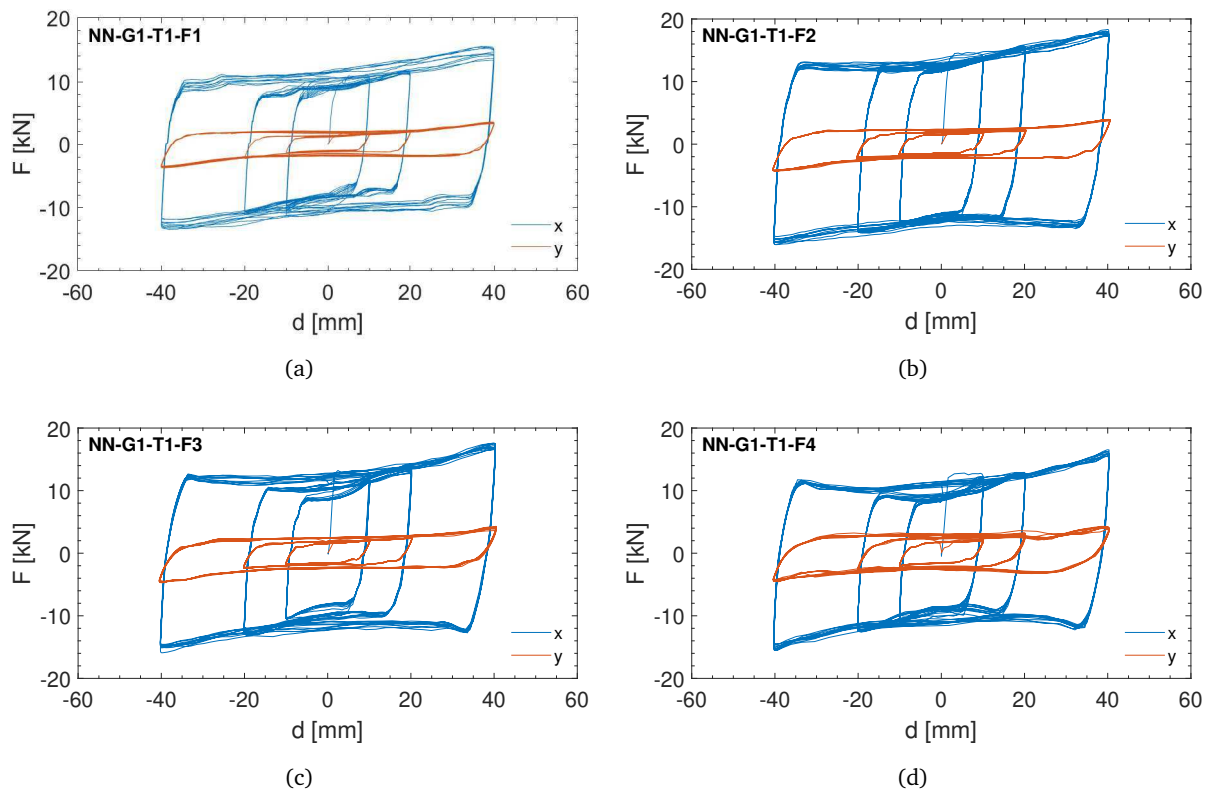 NN-G1-T1-F1
20
10
0
-10
-20
F [kN]
x
y
-60 -40 -20 0 20 40 60
d [mm]
(a)
NN-G1-T1-F2
20
10
0
-10
-20
F [kN]
x
y
-60 -40 -20 0 20 40 60
d [mm]
(b)
NN-G1-T1-F3
20
10
0
-10
-20
F [kN]
x
y
-60 -40 -20 0 20 40 60
d [mm]
(c)
NN-G1-T1-F4
20
10
0
-10
-20
F [kN]
x
y
-60 -40 -20 0 20 40 60
d [mm]
(d)